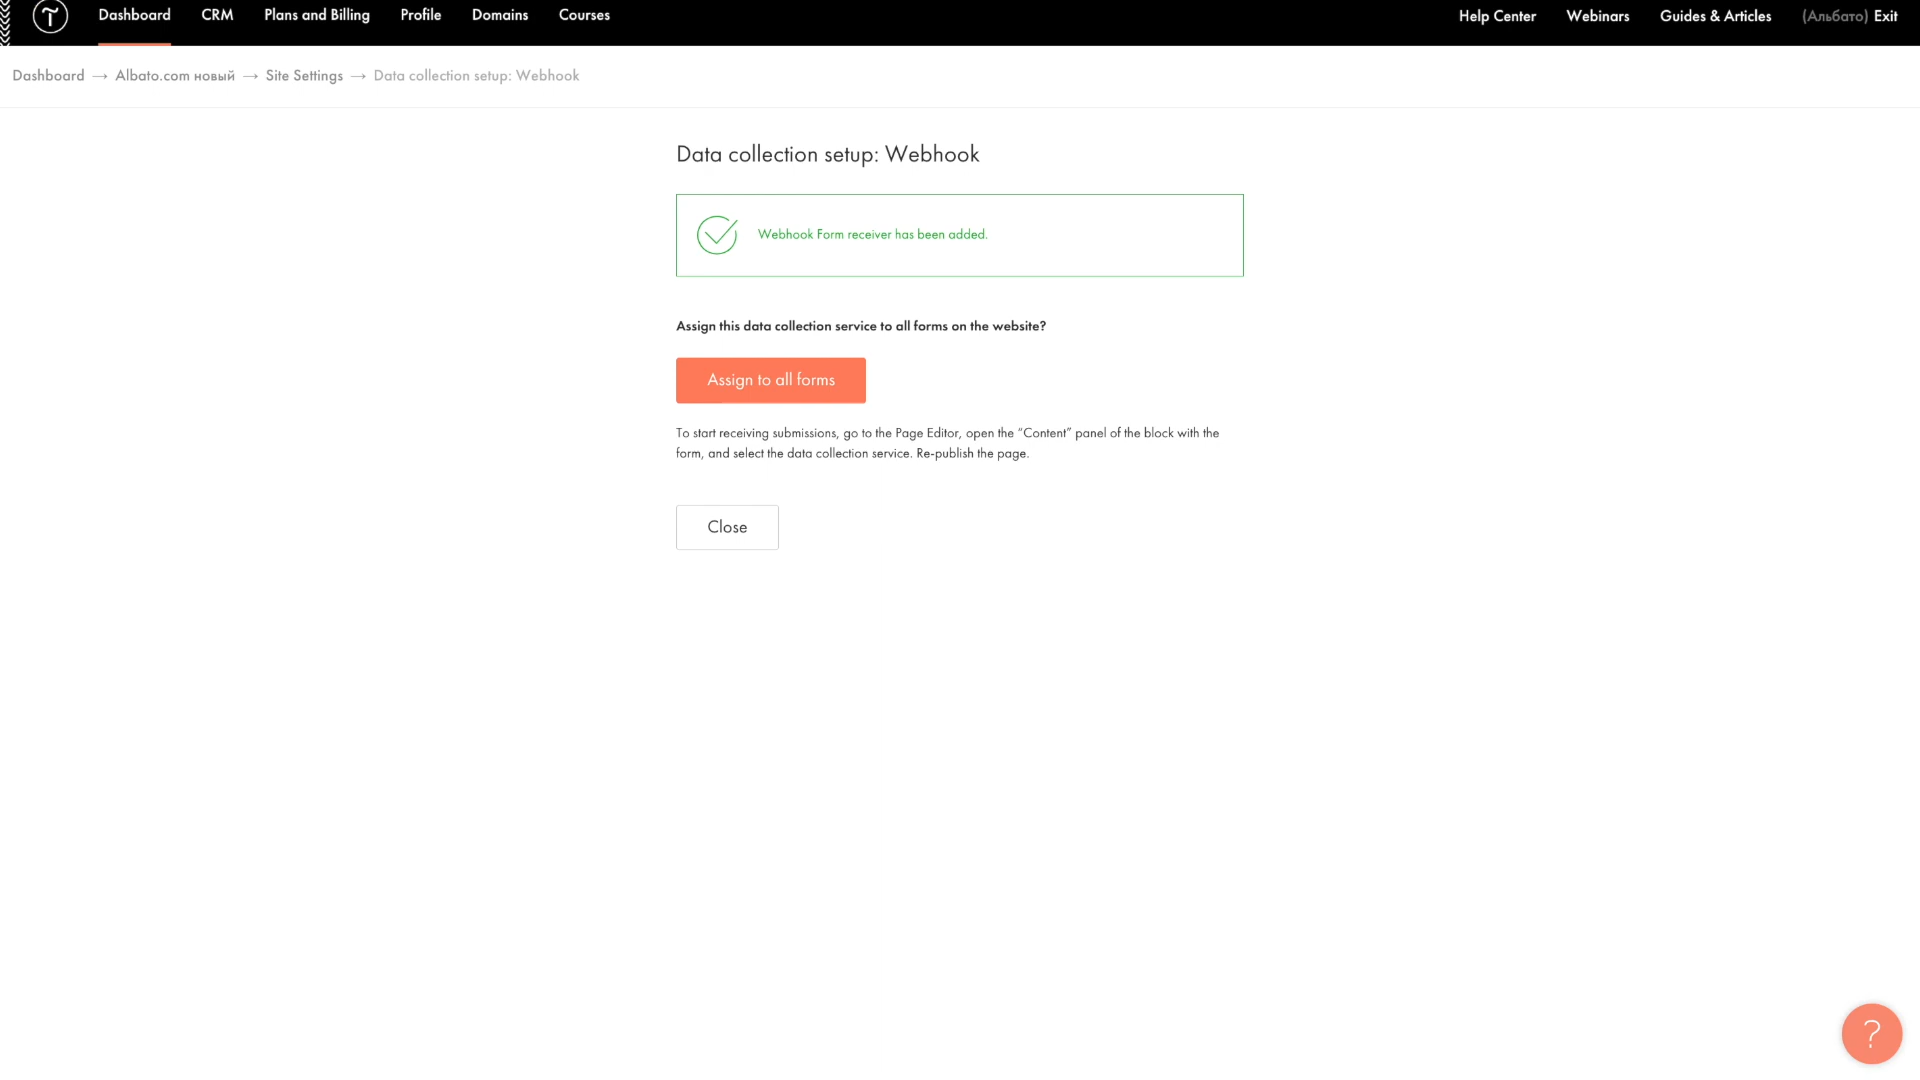 Dashboard CRM Plans and Billing Profile Domains Courses Help Center Webinars Guides & Articles (Альбато) Exit
Dashboard → Albato.com новый → Site Settings → Data collection setup: Webhook
Data collection setup: Webhook
Webhook Form receiver has been added.
Assign this data collection service to all forms on the website?
Assign to all forms
To start receiving submissions, go to the Page Editor, open the “Content” panel of the block with the
form, and select the data collection service. Re-publish the page.
Close
?